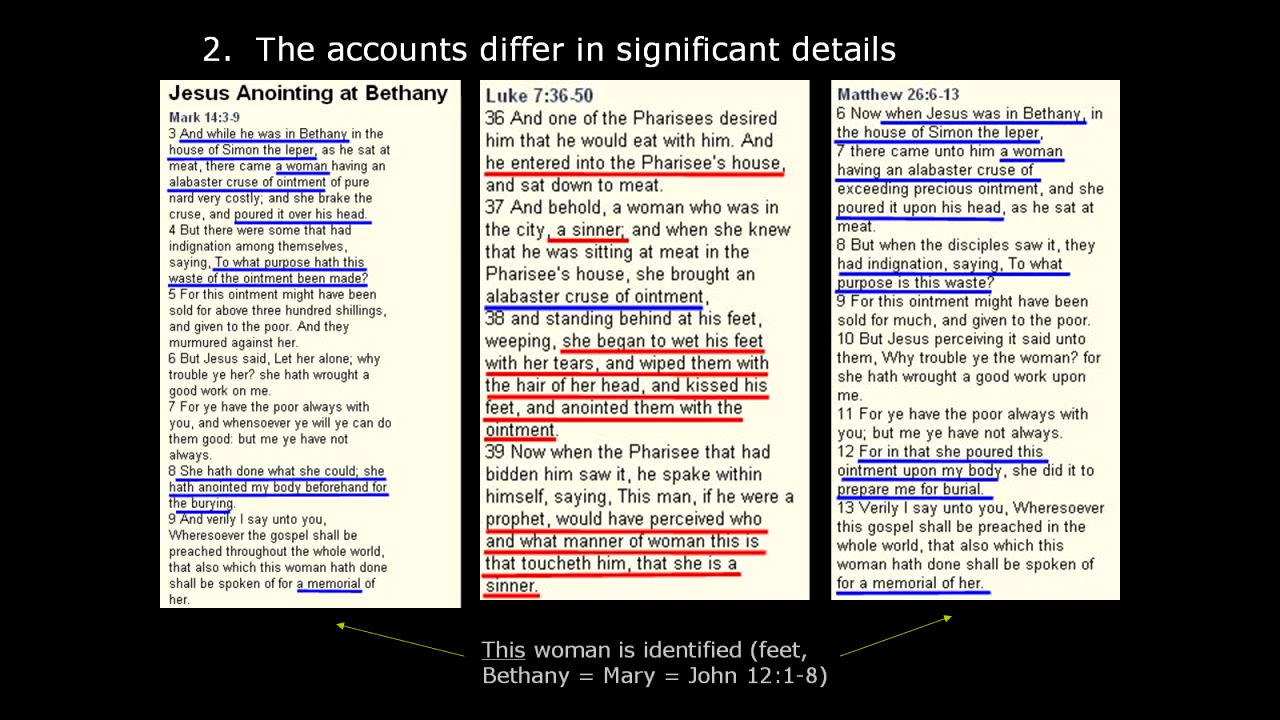 2. The accounts differ in significant details
Jesus Anointing at Bethany
Mark 14:3-9
3 And while he was in Bethany in the
house of Simon the leper, as he sat at
meat, there came a woman having an
alabaster cruse of ointment of pure
nard very costly; and she brake the
cruse, and poured it over his head.
4 But there were some that had
indignation among themselves,
saying, To what purpose hath this
waste of the ointment been made?
5 For this ointment might have been
sold for above three hundred shillings,
and given to the poor. And they
murmured against her.
6 But Jesus said, Let her alone; why
trouble ye her? she hath wrought a
good work on me.
7 For ye have the poor always with
you, and whensoever ye will ye can do
them good: but me ye have not
always.
8 She hath done what she could; she
hath anointed my body beforehand for
the burying.
9 And verily I say unto you,
Wheresoever the gospel shall be
preached throughout the whole world,
that also which this woman hath done
shall be spoken of for a memorial of
her.
Luke 7:36-50
36 And one of the Pharisees desired
him that he would eat with him. And
he entered into the Pharisee's house,
and sat down to meat.
37 And behold, a woman who was in
the city, a sinner; and when she knew
that he was sitting at meat in the
Pharisee's house, she brought an
alabaster cruse of ointment,
38 and standing behind at his feet,
weeping, she began to wet his feet
with her tears, and wiped them with
the hair of her head, and kissed his
feet, and anointed them with the
ointment.
39 Now when the Pharisee that had
bidden him saw it, he spake within
himself, saying, This man, if he were a
prophet, would have perceived who
and what manner of woman this is
that toucheth him, that she is a
sinner.
Matthew 26:6-13
6 Now when Jesus was in Bethany, in
the house of Simon the leper,
7 there came unto him a woman
having an alabaster cruse of
exceeding precious ointment, and she
poured it upon his head, as he sat at
meat.
8 But when the disciples saw it, they
had indignation, saying, To what
purpose is this waste?
9 For this ointment might have been
sold for much, and given to the poor.
10 But Jesus perceiving it said unto
them, Why trouble ye the woman? for
she hath wrought a good work upon
me.
11 For ye have the poor always with
you; but me ye have not always.
12 For in that she poured this
ointment upon my body, she did it to
prepare me for burial.
13 Verily I say unto you, Wheresoever
this gospel shall be preached in the
whole world, that also which this
woman hath done shall be spoken of
for a memorial of her.
This woman is identified (feet,
Bethany = Mary = John 12:1-8)